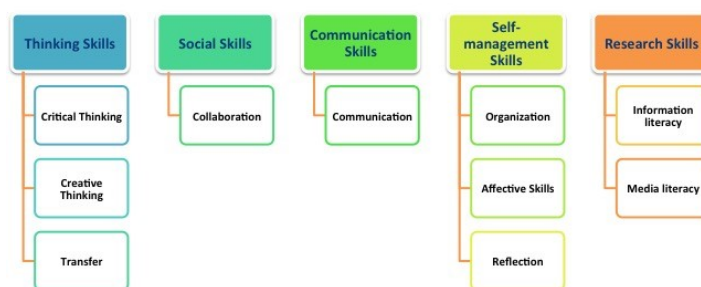 Thinking Skills
Critical Thinking
Creative
Thinking
Transfer
Social Skills
Collaboration
Communication
Skills
Communication
Self-
management
Skills
Organization
Affective Skills
Reflection
Research Skills
Information
literacy
Media literacy